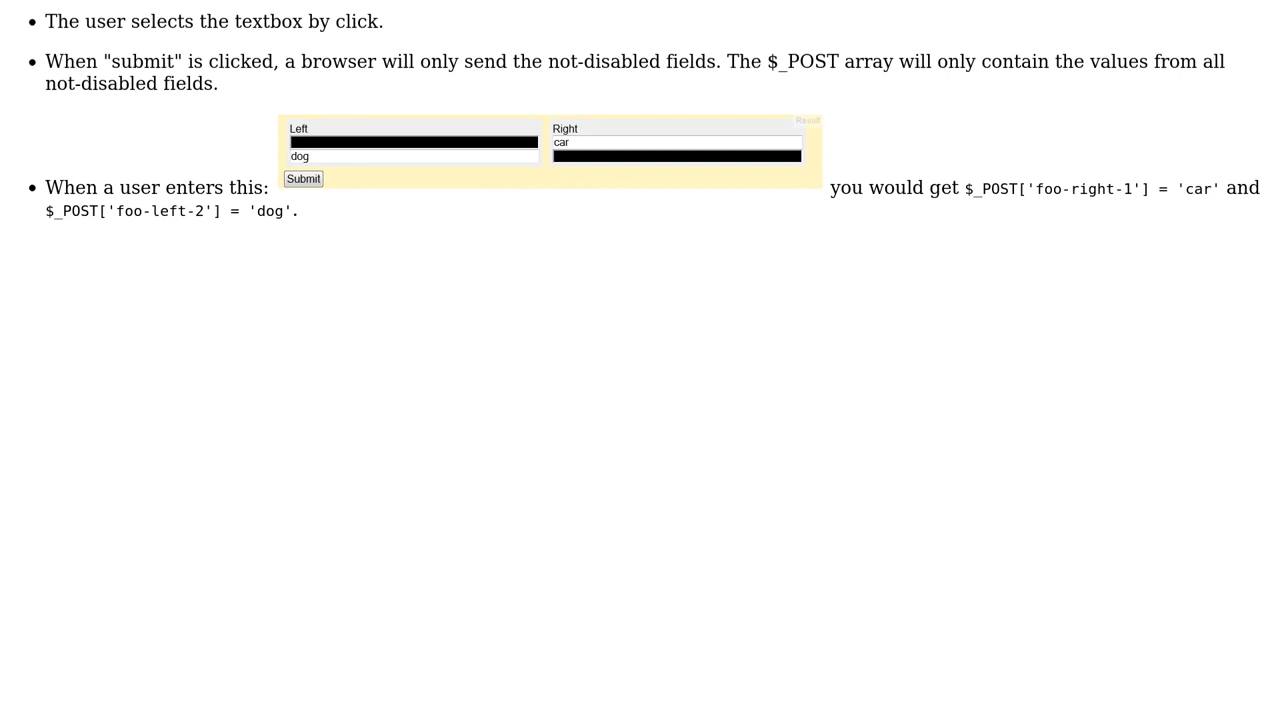 • The user selects the textbox by click.
• When "submit" is clicked, a browser will only send the not-disabled fields. The $_POST array will only contain the values from all
not-disabled fields.
Result
Left Right
car
dog
Submit
• When a user enters this: you would get $_POST['foo-right-1'] = 'car' and
$_POST['foo-left-2'] = 'dog'.